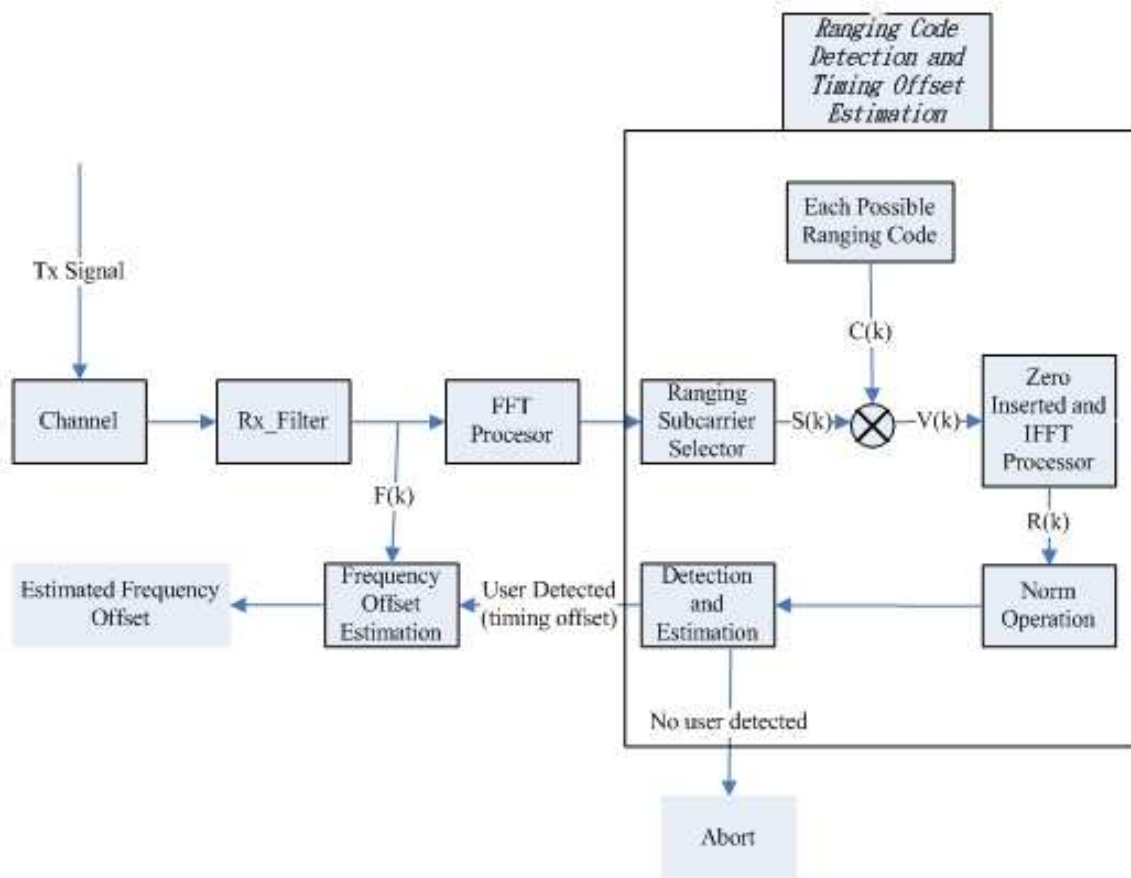 Ranging Code
Detection and
Timing Offset
Estimation
Each Possible
Ranging Code
Tx Signal
C(k)
Channel
Rx_Filter
FFT
Procesor
Ranging
Subcarrier
Selector
S(k)
V(k)
Zero
Inserted and
IFFT
Processor
F(k)
R(k)
Estimated Frequency
Offset
Frequency
Offset
Estimation
User Detected
(timing offset)
Detection
and
Estimation
Norm
Operation
No user detected
Abort